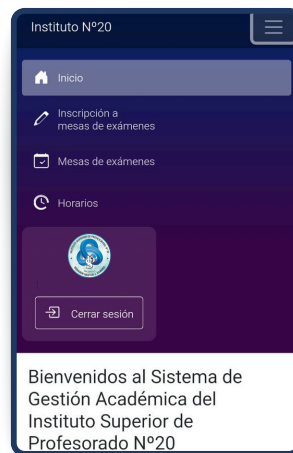 Instituto Nº20
Inicio
Inscripción a
mesas de exámenes
Mesas de exámenes
Horarios
Cerrar sesión
Bienvenidos al Sistema de
Gestión Académica del
Instituto Superior de
Profesorado Nº20